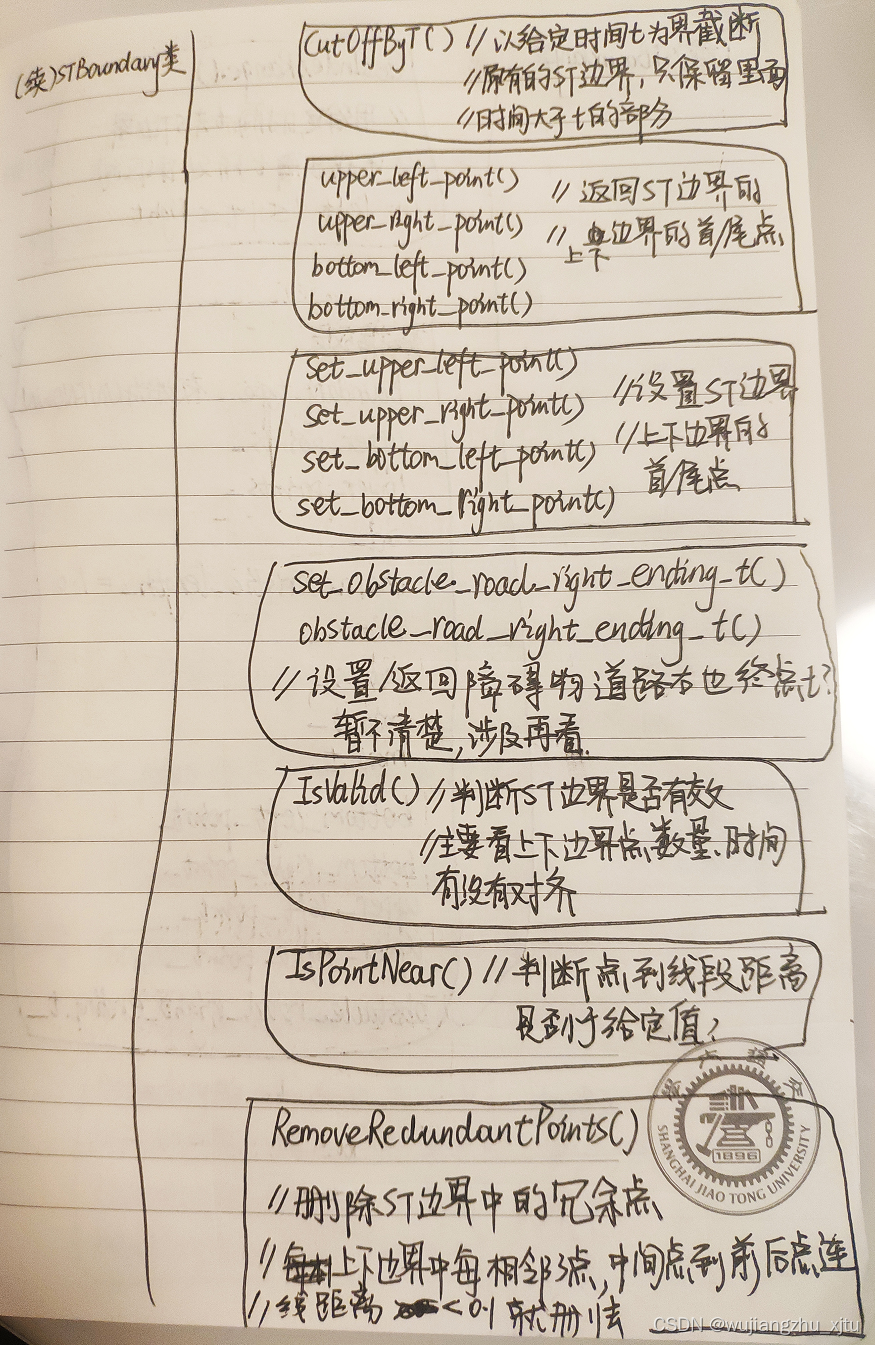 (续)STBoundary类
CutOffByT() //以给定时间t为界截断
//原有的ST边界,只保留里面
//时间大于t的部分
upper_left_point() //返回ST边界的
upper_right_point() //上下边界的首/尾点
bottom_left_point()
bottom_right_point()
set_upper_left_point()
set_upper_right_point() //设置ST边界
set_bottom_left_point() //上下边界的
set_bottom_right_point() 首/尾点
set_obstacle_road_right_ending_t()
obstacle_road_right_ending_t()
//设置/返回障碍物道路右边终点t?
暂不清楚,涉及再看.
IsValid() //判断ST边界是否有效
//主要看上下边界点数量、时间
有没有对齐
IsPointNear() //判断点到线段距离
是否小于给定值?
RemoveRedundantPoints()
//删除ST边界中的冗余点
//上下边界中每相邻3点,中间点到前后点连
//线距离 <0.1 就删去
1896
SHANGHAI JIAO TONG UNIVERSITY
CSDN @wujiangzhu_xjtu